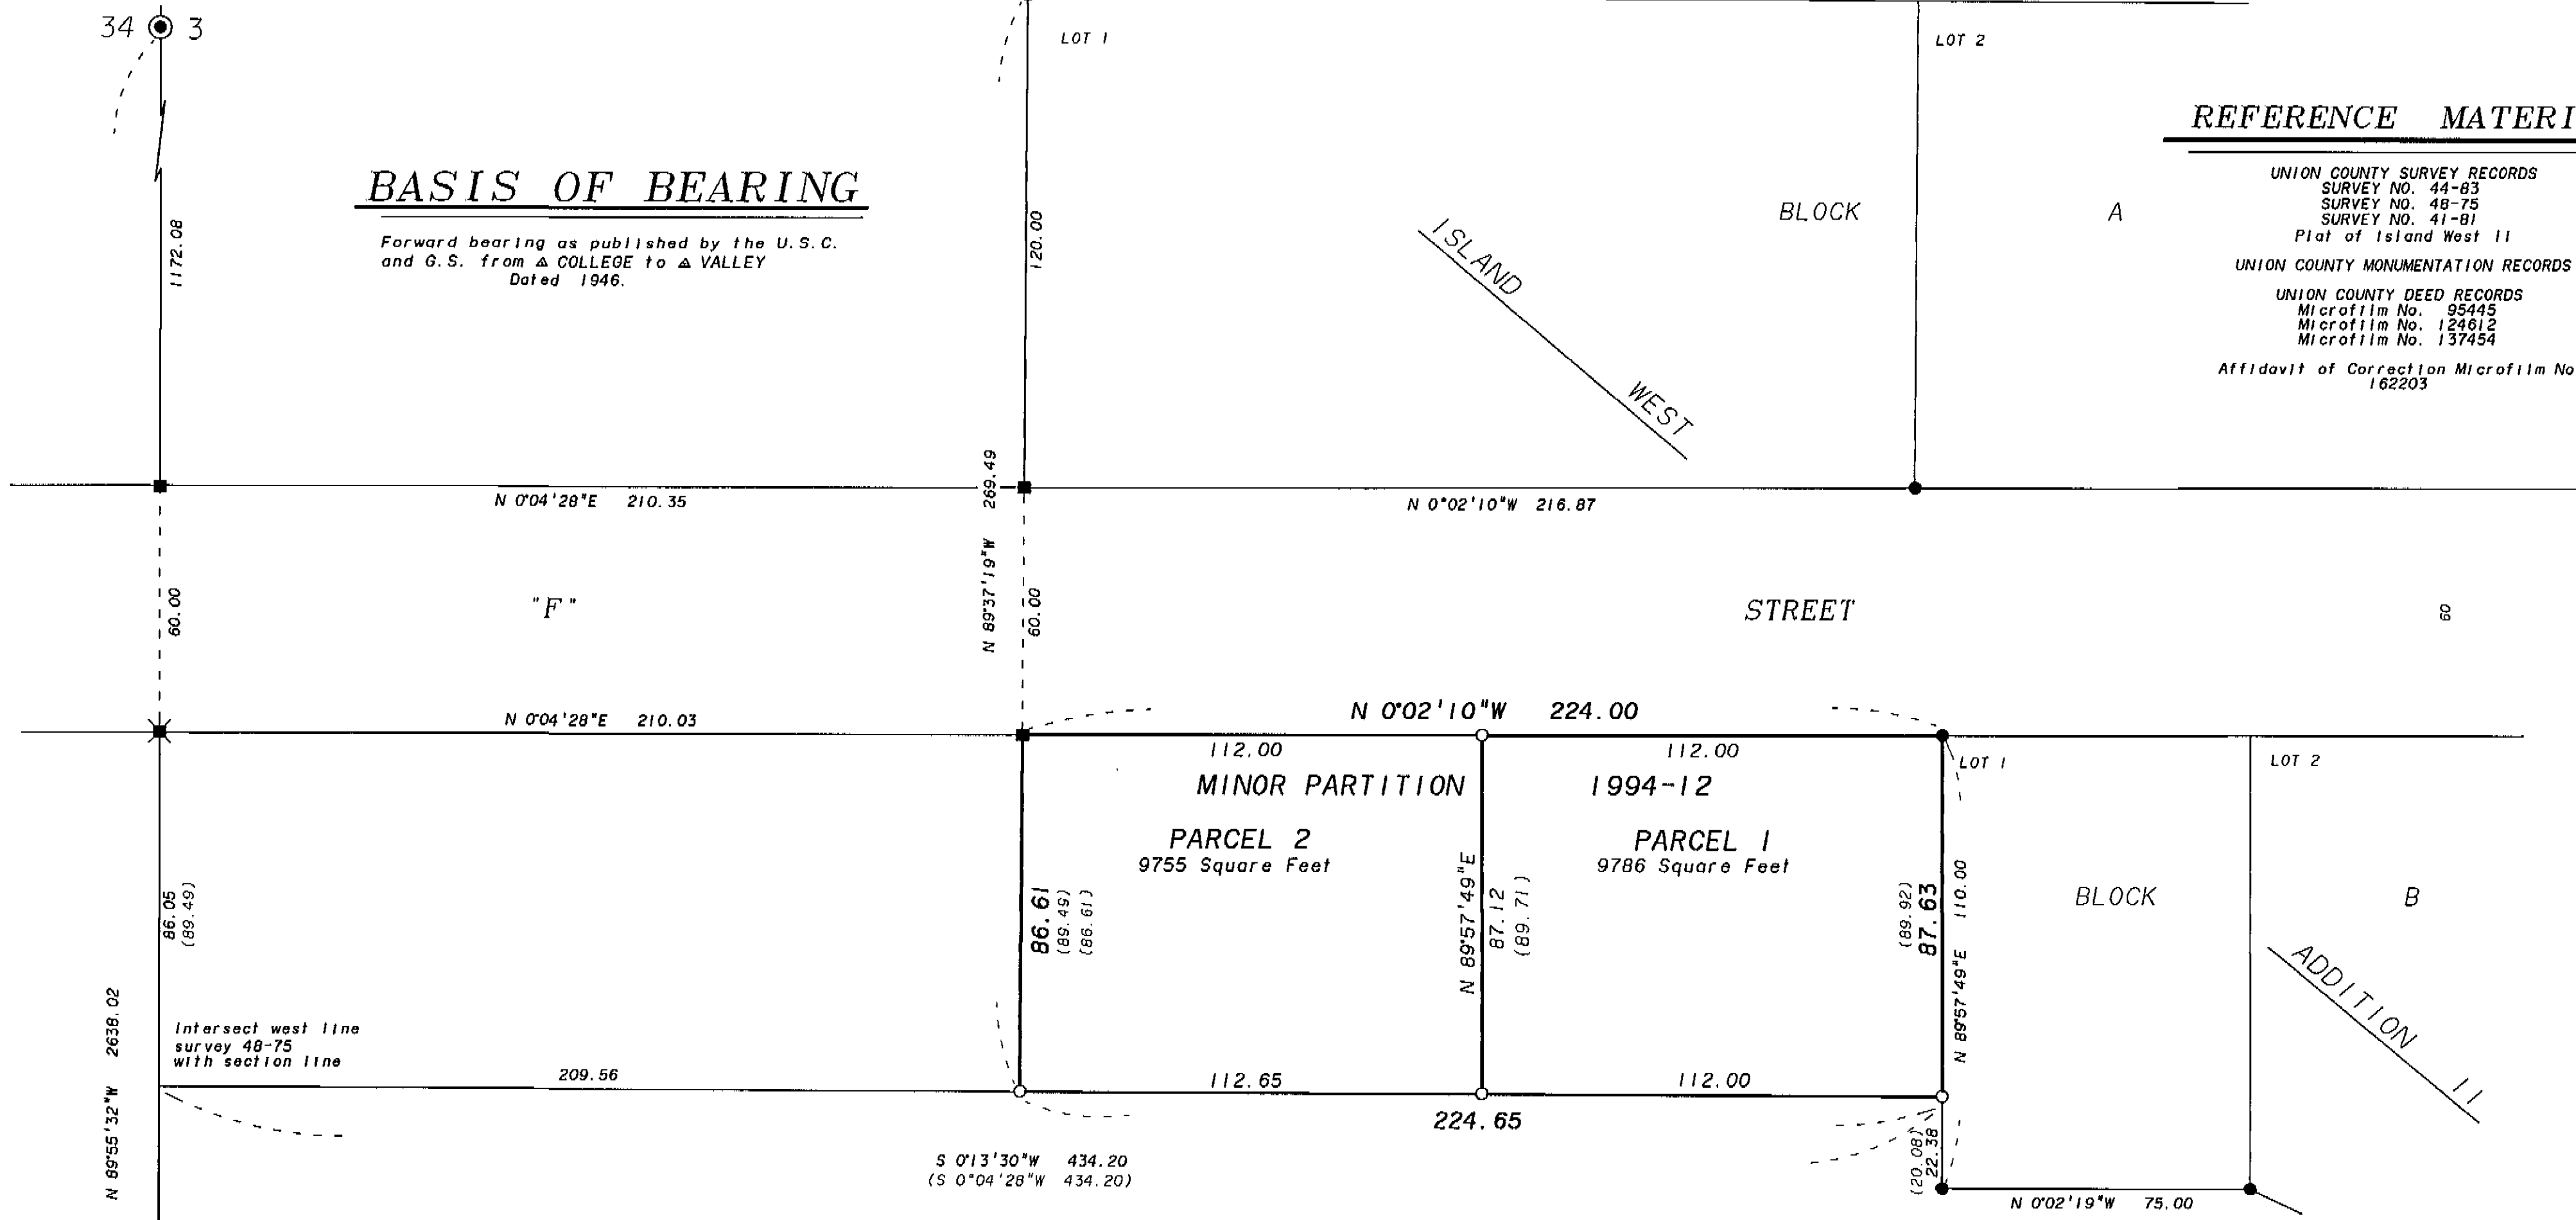 34 3
LOT 1
LOT 2
BASIS OF BEARING
Forward bearing as published by the U.S.C.
and G.S. from △ COLLEGE to △ VALLEY
Dated 1946.
1172.08
120.00
ISLAND
WEST
BLOCK
A
REFERENCE MATERI
UNION COUNTY SURVEY RECORDS
SURVEY NO. 44-83
SURVEY NO. 48-75
SURVEY NO. 41-81
Plat of Island West II
UNION COUNTY MONUMENTATION RECORDS
UNION COUNTY DEED RECORDS
Microfilm No. 95445
Microfilm No. 124612
Microfilm No. 137454
Affidavit of Correction Microfilm No
162203
N 0°04'28"E 210.35
N 89°37'19"W 269.49
N 0°02'10"W 216.87
60.00
"F"
60.00
STREET
60
N 0°04'28"E 210.03
N 0°02'10"W 224.00
112.00
112.00
MINOR PARTITION 1994-12
PARCEL 2
9755 Square Feet
PARCEL 1
9786 Square Feet
LOT 1
LOT 2
86.05
(89.49)
86.61
(89.49)
(86.61)
N 89°57'49"E
87.12
(89.71)
(89.92)
87.63
N 89°57'49"E 110.00
BLOCK
B
ADDITION
II
N 89°55'32"W 2638.02
Intersect west line
survey 48-75
with section line
209.56
112.65
112.00
224.65
S 0°13'30"W 434.20
(S 0°04'28"W 434.20)
(20.08)
22.38
N 0°02'19"W 75.00